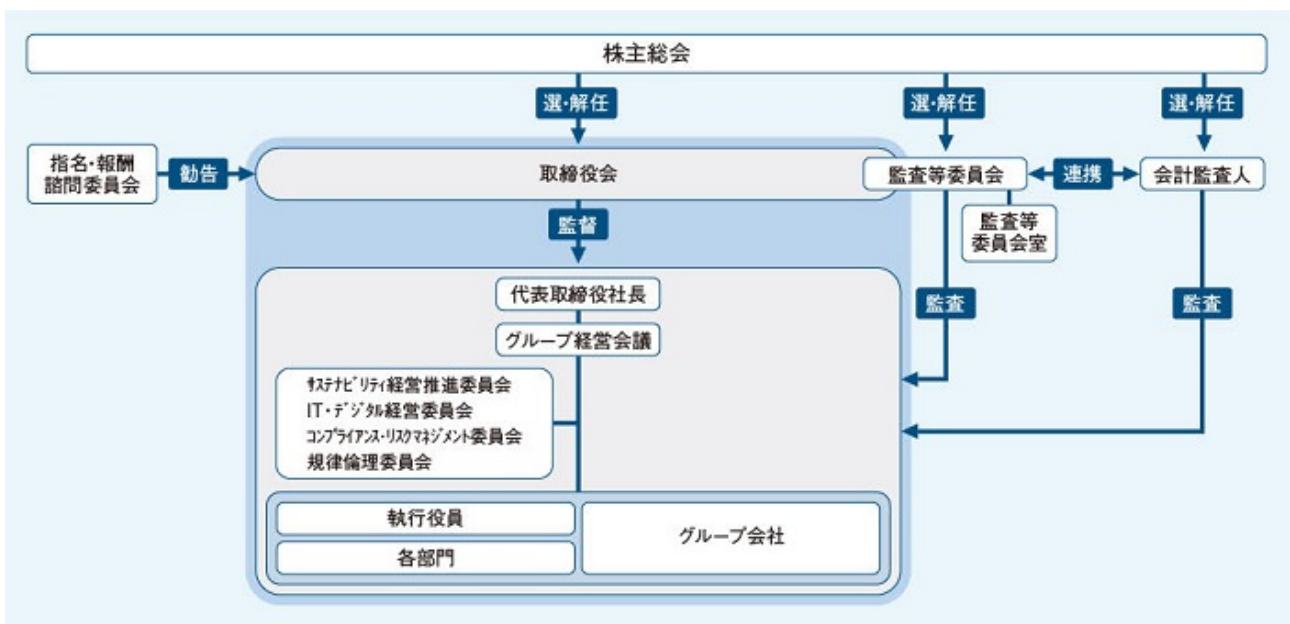 株主総会
選・解任
選・解任
選・解任
指名・報酬
諮問委員会
勧告
取締役会
監査等委員会
連携
会計監査人
監査等
委員会室
監督
代表取締役社長
グループ経営会議
監査
監査
ｻｽﾃﾅﾋﾞﾘﾃｨ経営推進委員会
IT・ﾃﾞｼﾞﾀﾙ経営委員会
ｺﾝﾌﾟﾗｲｱﾝｽ・ﾘｽｸﾏﾈｼﾞﾒﾝﾄ委員会
規律倫理委員会
執行役員
各部門
グループ会社